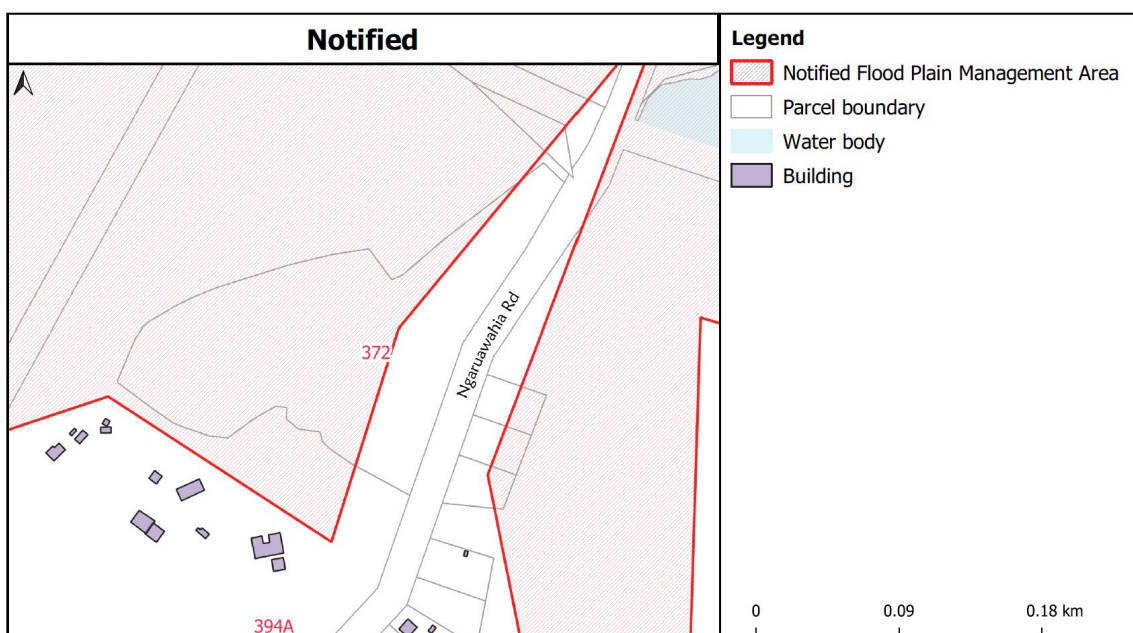 Notified
Legend
Notified Flood Plain Management Area
Parcel boundary
Water body
Building
Ngaruawahia Rd
372
394A
0 0.09 0.18 km